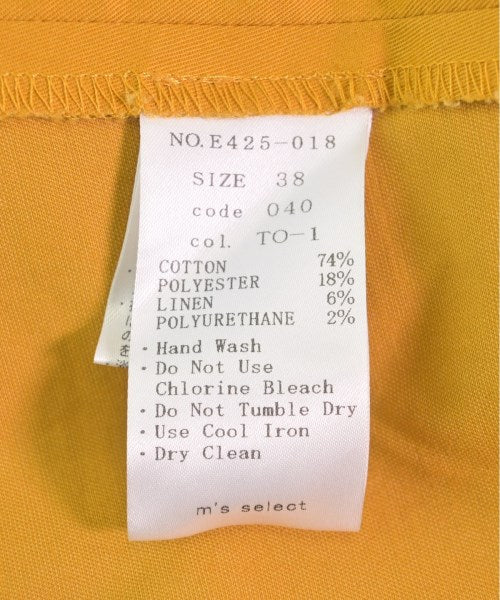 NO.E425-018
SIZE 38
code 040
col. TO-1
COTTON 74%
POLYESTER 18%
LINEN 6%
POLYURETHANE 2%
・Hand Wash
・Do Not Use
Chlorine Bleach
・Do Not Tumble Dry
・Use Cool Iron
・Dry Clean
m's select